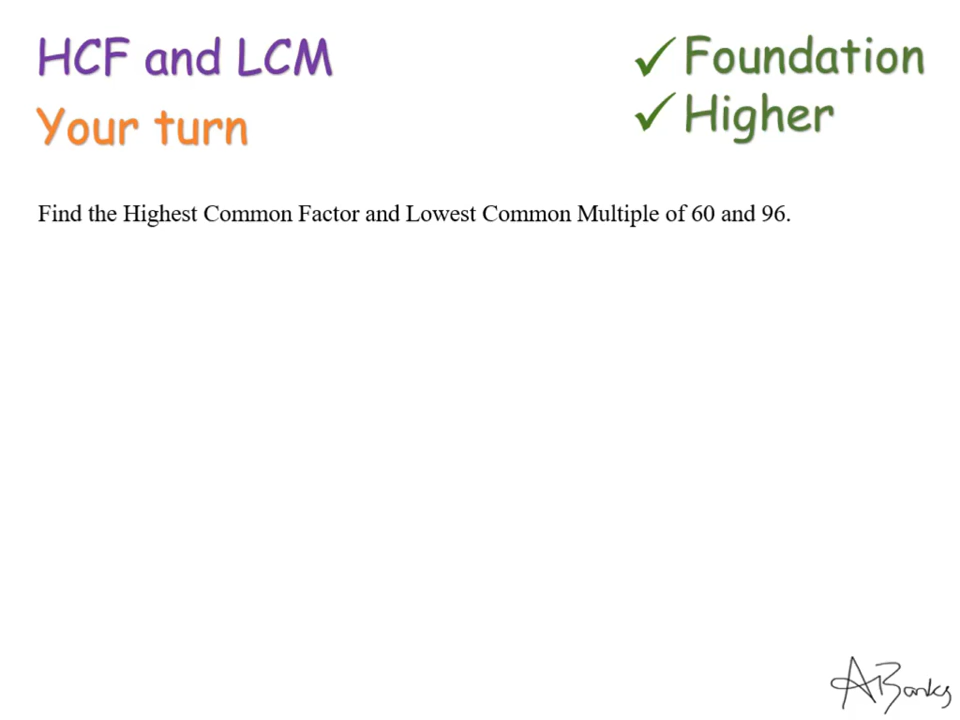 HCF and LCM
Your turn
✓ Foundation
✓ Higher
Find the Highest Common Factor and Lowest Common Multiple of 60 and 96.
ABanks